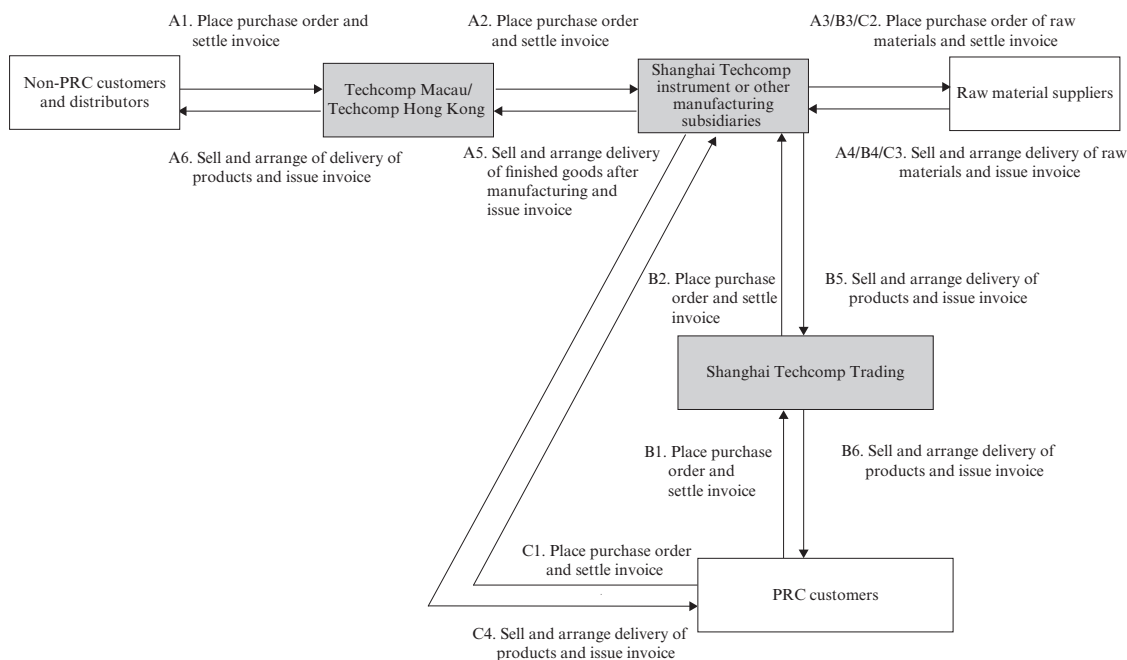 A1. Place purchase order and
settle invoice
A2. Place purchase order
and settle invoice
A3/B3/C2. Place purchase order of raw
materials and settle invoice
Non-PRC customers
and distributors
Techcomp Macau/
Techcomp Hong Kong
Shanghai Techcomp
instrument or other
manufacturing
subsidiaries
Raw material suppliers
A6. Sell and arrange of delivery of
products and issue invoice
A5. Sell and arrange delivery
of finished goods after
manufacturing and
issue invoice
A4/B4/C3. Sell and arrange delivery of raw
materials and issue invoice
B2. Place purchase
order and settle
invoice
B5. Sell and arrange delivery of
products and issue invoice
Shanghai Techcomp Trading
B1. Place purchase
order and
settle invoice
B6. Sell and arrange delivery of
products and issue invoice
C1. Place purchase order
and settle invoice
PRC customers
C4. Sell and arrange delivery of
products and issue invoice